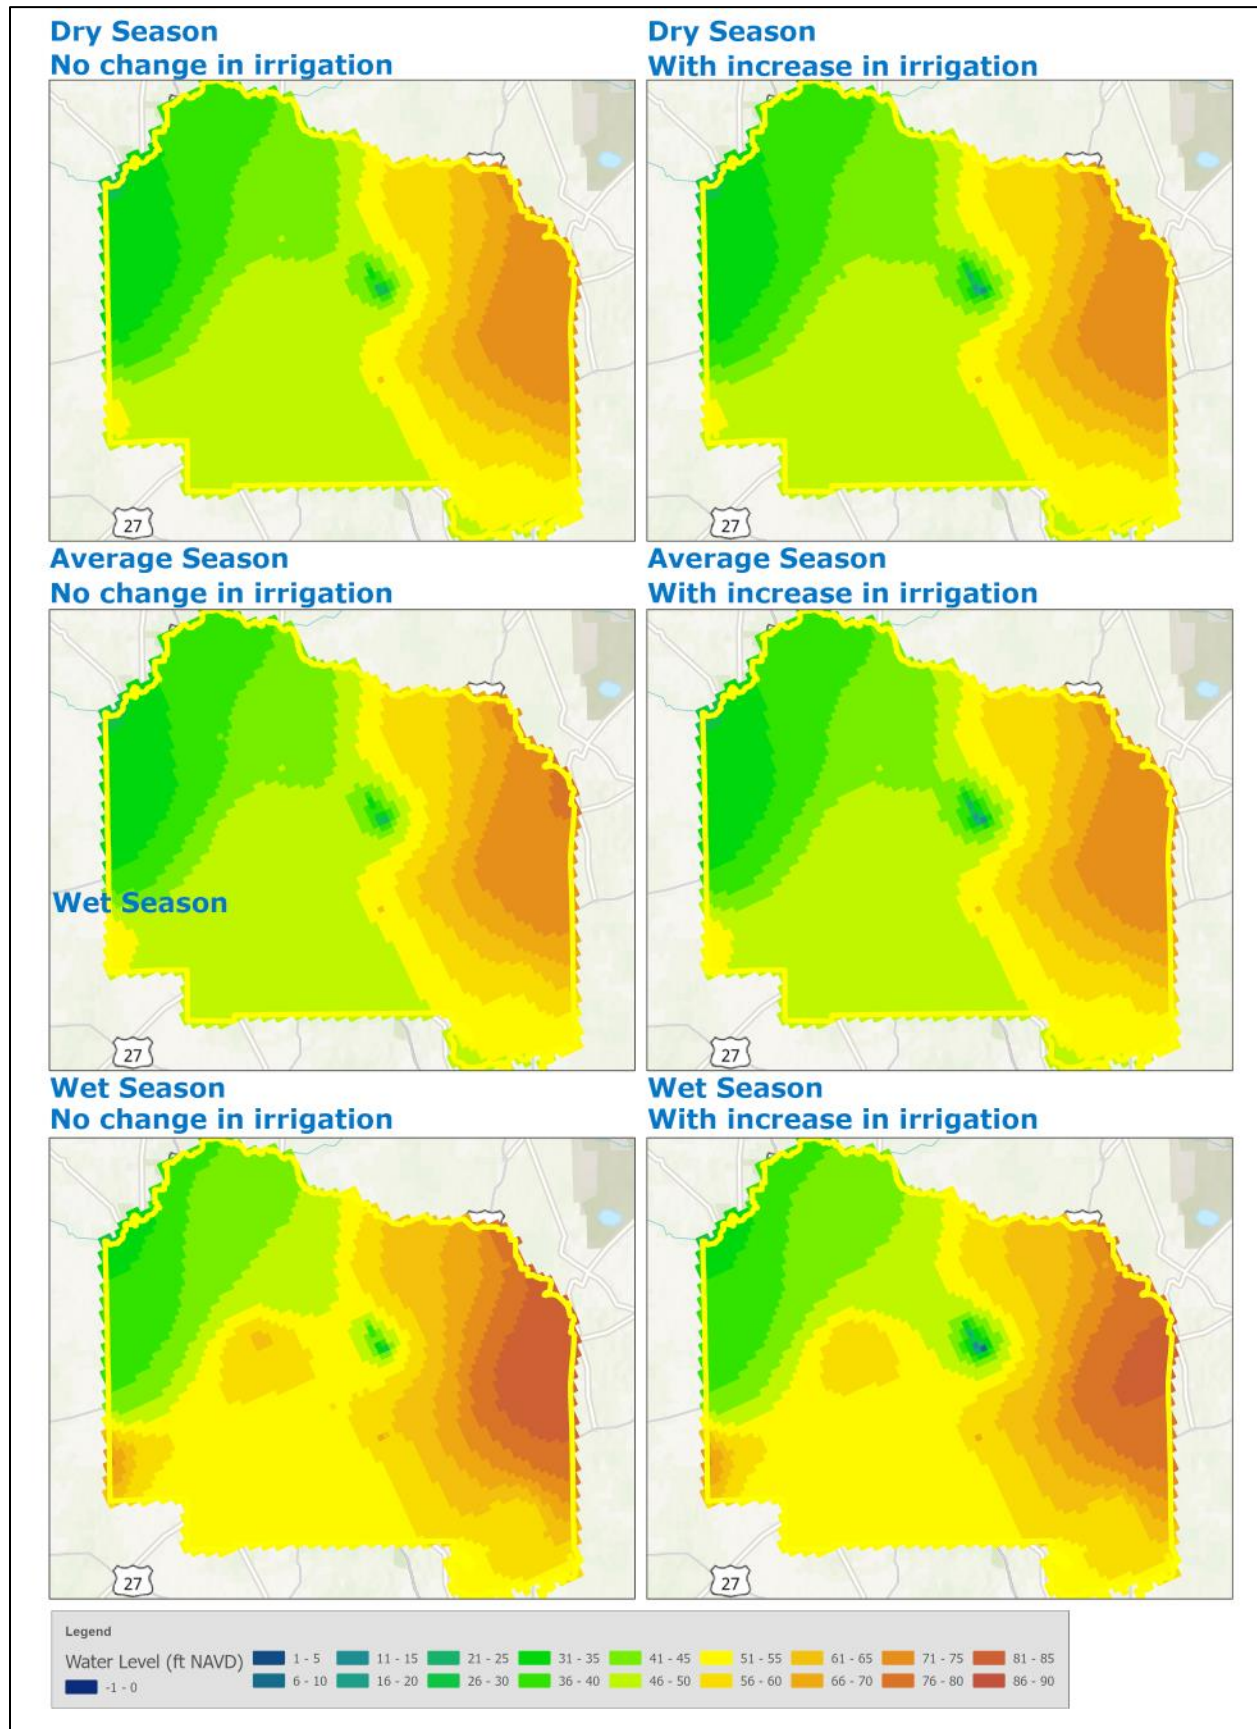 Dry Season
No change in irrigation
Dry Season
With increase in irrigation
27
27
Average Season
No change in irrigation
Average Season
With increase in irrigation
Wet Season
27
27
Wet Season
No change in irrigation
Wet Season
With increase in irrigation
27
27
Legend
Water Level (ft NAVD)
-1 - 0
1 - 5
6 - 10
11 - 15
16 - 20
21 - 25
26 - 30
31 - 35
36 - 40
41 - 45
46 - 50
51 - 55
56 - 60
61 - 65
66 - 70
71 - 75
76 - 80
81 - 85
86 - 90